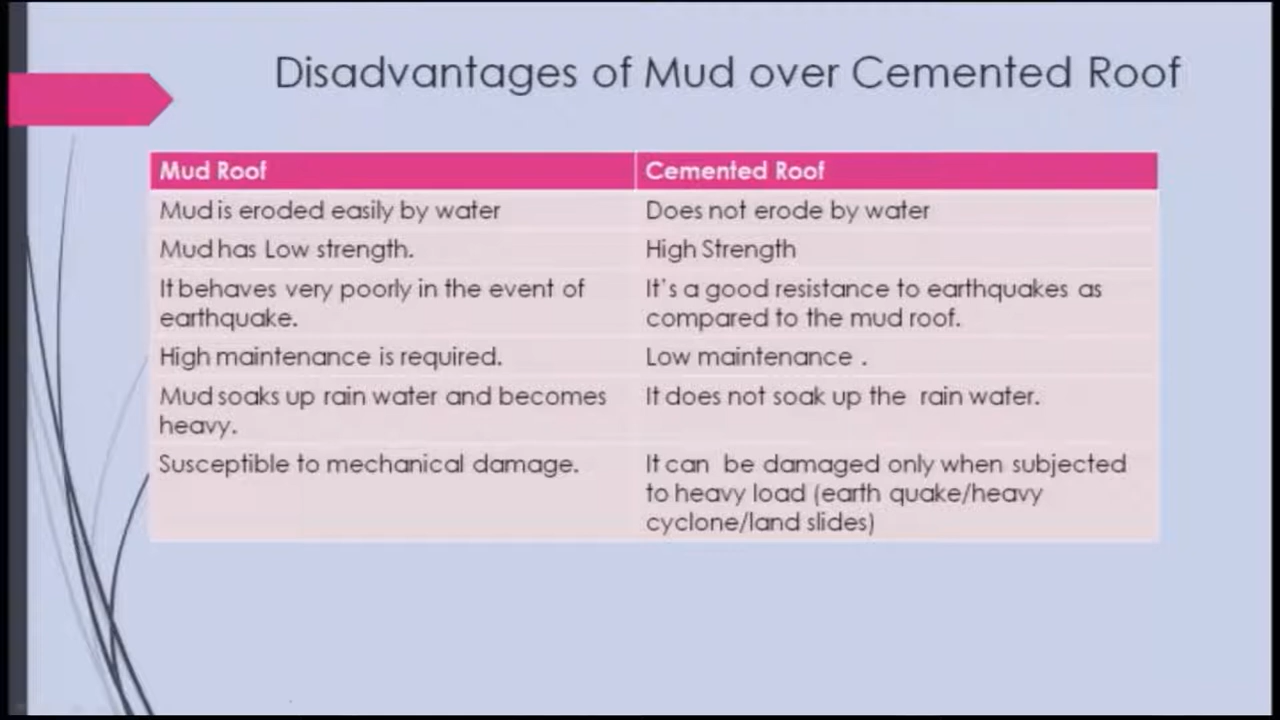 Disadvantages of Mud over Cemented Roof
Mud Roof
Cemented Roof
Mud is eroded easily by water
Does not erode by water
Mud has Low strength.
High Strength
It behaves very poorly in the event of
earthquake.
It's a good resistance to earthquakes as
compared to the mud roof.
High maintenance is required.
Low maintenance .
Mud soaks up rain water and becomes
heavy.
It does not soak up the rain water.
Susceptible to mechanical damage.
It can be damaged only when subjected
to heavy load (earth quake/heavy
cyclone/land slides)